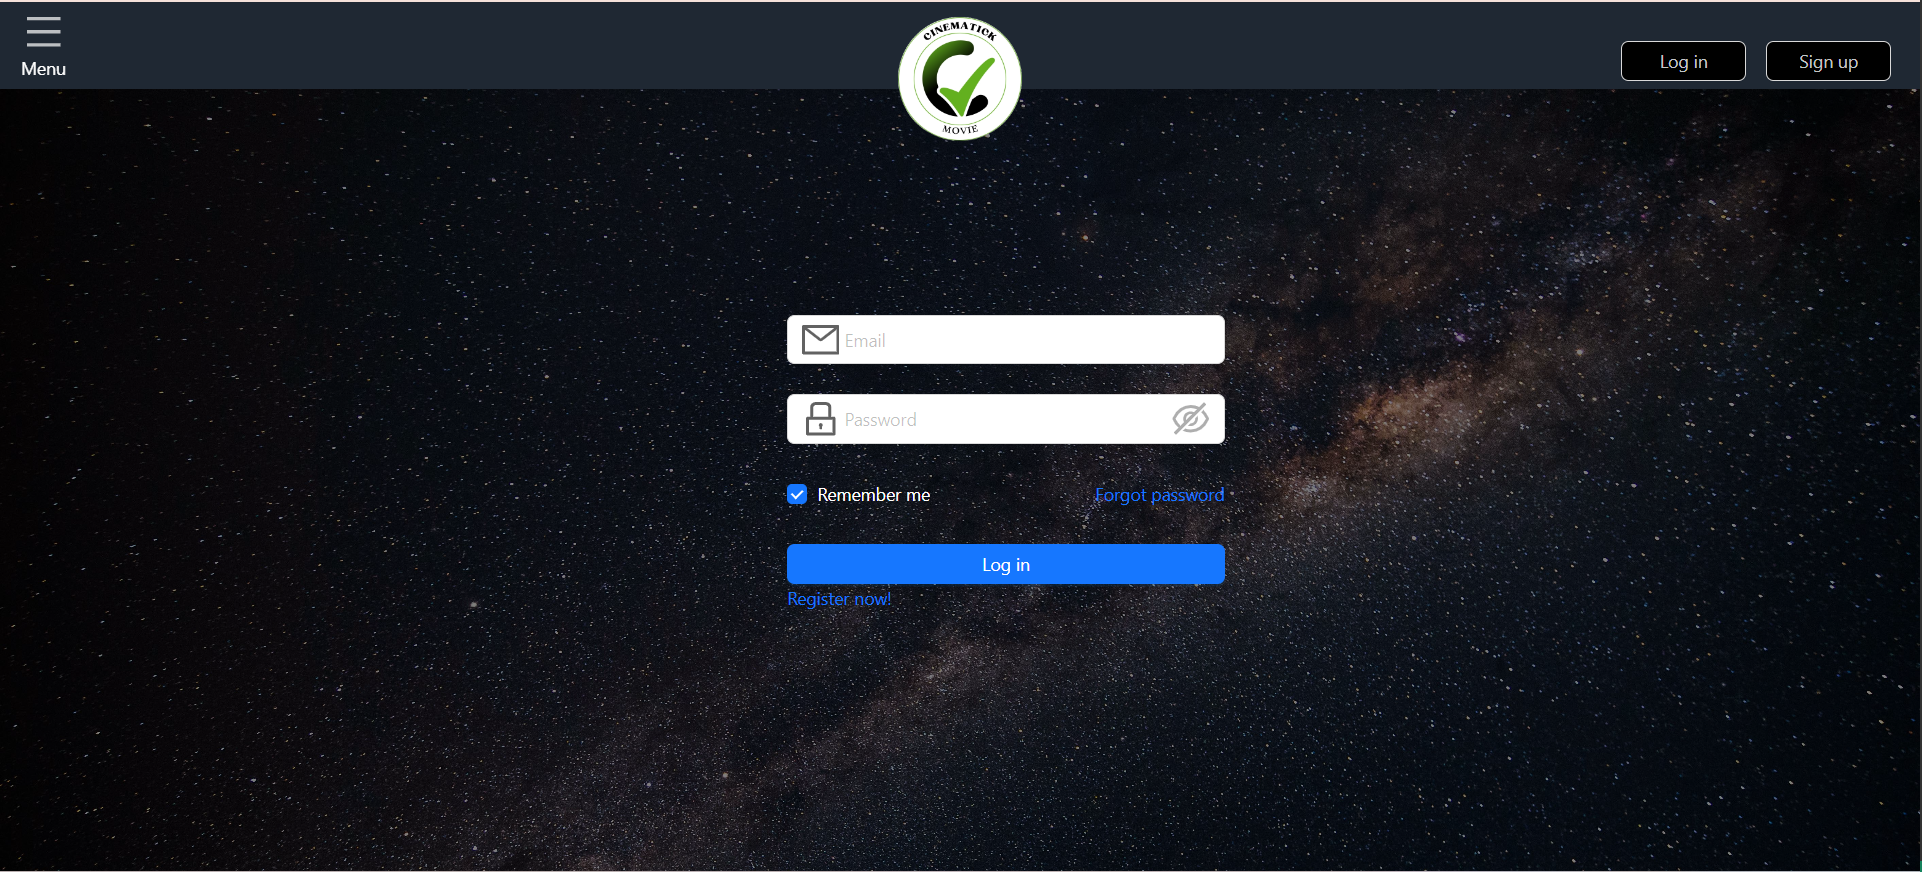 Menu
CINEMATICK
MOVIE
Log in
Sign up
Email
Password
Remember me
Forgot password
Log in
Register now!